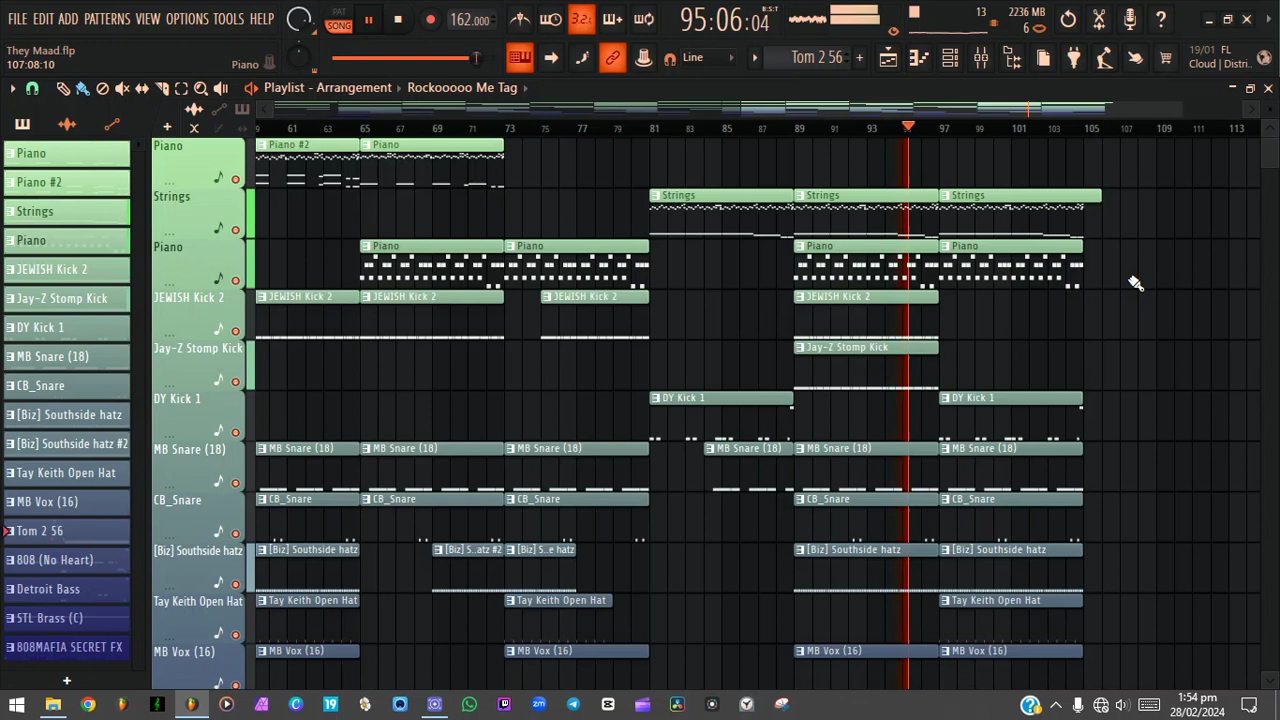 FILE EDIT ADD PATTERNS VIEW OPTIONS TOOLS HELP
PAT
SONG
162.000
3.2
95:06:04
B:S:T
13
2236 MB
6
They Maad.flp
107:08:10
Piano
Line
Tom 2 56
19/01 FL
Cloud | Distri..
Playlist - Arrangement
Rockooooo Me Tag
9 61 65 67 69 73 75 77 79 81 85 87 89 93 97 99 101 105 107 109 111 113
Piano
Piano #2
Strings
Piano
JEWISH Kick 2
Jay-Z Stomp Kick
DY Kick 1
MB Snare (18)
CB_Snare
[Biz] Southside hatz
[Biz] Southside hatz #2
Tay Keith Open Hat
MB Vox (16)
Tom 2 56
808 (No Heart)
Detroit Bass
STL Brass (C)
808MAFIA SECRET FX
Piano
Piano #2
Piano
Strings
Strings
Strings
Strings
Piano
Piano
Piano
Piano
Piano
JEWISH Kick 2
JEWISH Kick 2
JEWISH Kick 2
JEWISH Kick 2
JEWISH Kick 2
Jay-Z Stomp Kick
Jay-Z Stomp Kick
DY Kick 1
DY Kick 1
DY Kick 1
MB Snare (18)
MB Snare (18)
MB Snare (18)
MB Snare (18)
MB Snare (18)
MB Snare (18)
MB Snare (18)
CB_Snare
CB_Snare
CB_Snare
CB_Snare
CB_Snare
CB_Snare
[Biz] Southside hatz
[Biz] Southside hatz
[Biz] S..atz #2
[Biz] S..e hatz
[Biz] Southside hatz
[Biz] Southside hatz
Tay Keith Open Hat
Tay Keith Open Hat
Tay Keith Open Hat
Tay Keith Open Hat
MB Vox (16)
MB Vox (16)
MB Vox (16)
MB Vox (16)
MB Vox (16)
19
zm
1:54 pm
28/02/2024